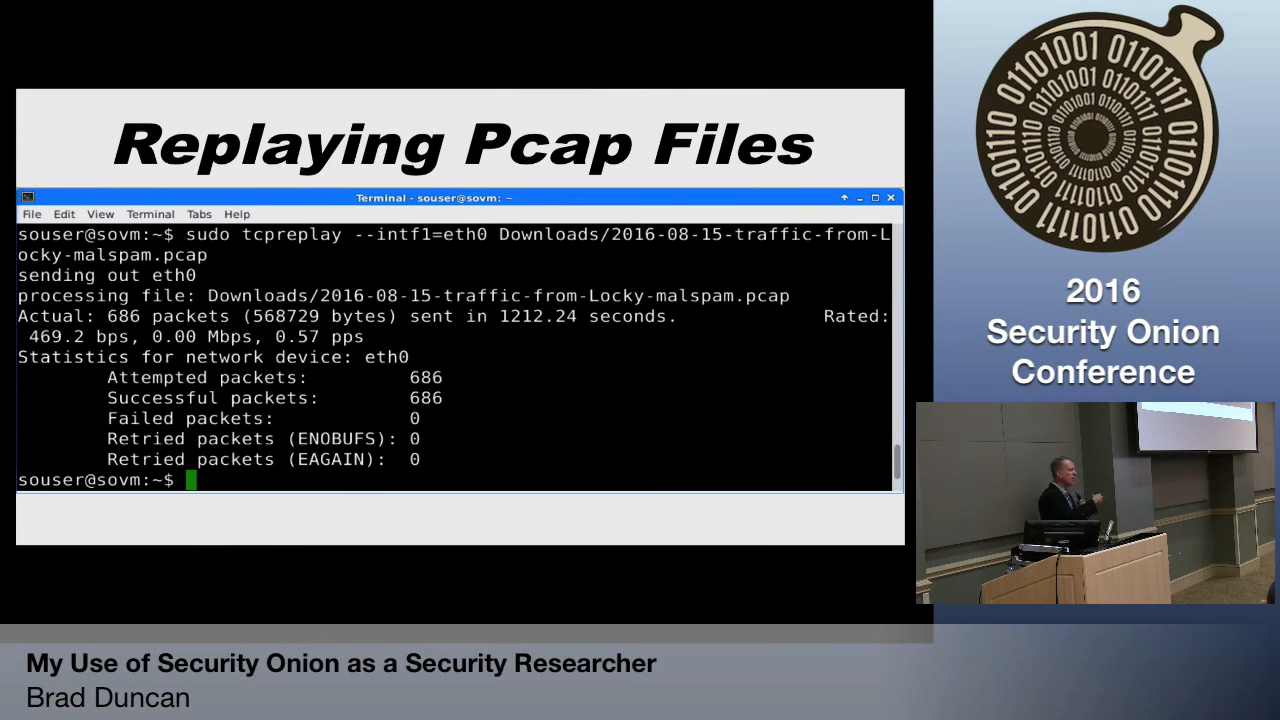 Replaying Pcap Files
Terminal - souser@sovm: ~
File Edit View Terminal Tabs Help
souser@sovm:~$ sudo tcpreplay --intf1=eth0 Downloads/2016-08-15-traffic-from-L
ocky-malspam.pcap
sending out eth0
processing file: Downloads/2016-08-15-traffic-from-Locky-malspam.pcap
Actual: 686 packets (568729 bytes) sent in 1212.24 seconds. Rated:
469.2 bps, 0.00 Mbps, 0.57 pps
Statistics for network device: eth0
Attempted packets: 686
Successful packets: 686
Failed packets: 0
Retried packets (ENOBUFS): 0
Retried packets (EAGAIN): 0
souser@sovm:~$
2016
Security Onion
Conference
My Use of Security Onion as a Security Researcher
Brad Duncan